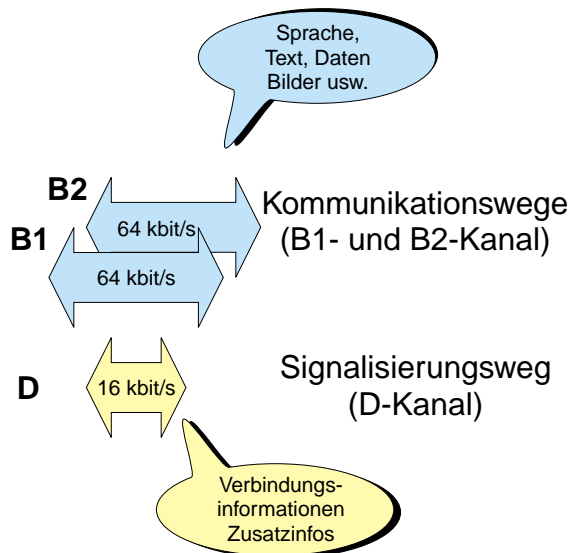 Sprache,
Text, Daten
Bilder usw.
B2
64 kbit/s
Kommunikationswege
(B1- und B2-Kanal)
B1
64 kbit/s
D
16 kbit/s
Signalisierungsweg
(D-Kanal)
Verbindungs-
informationen
Zusatzinfos